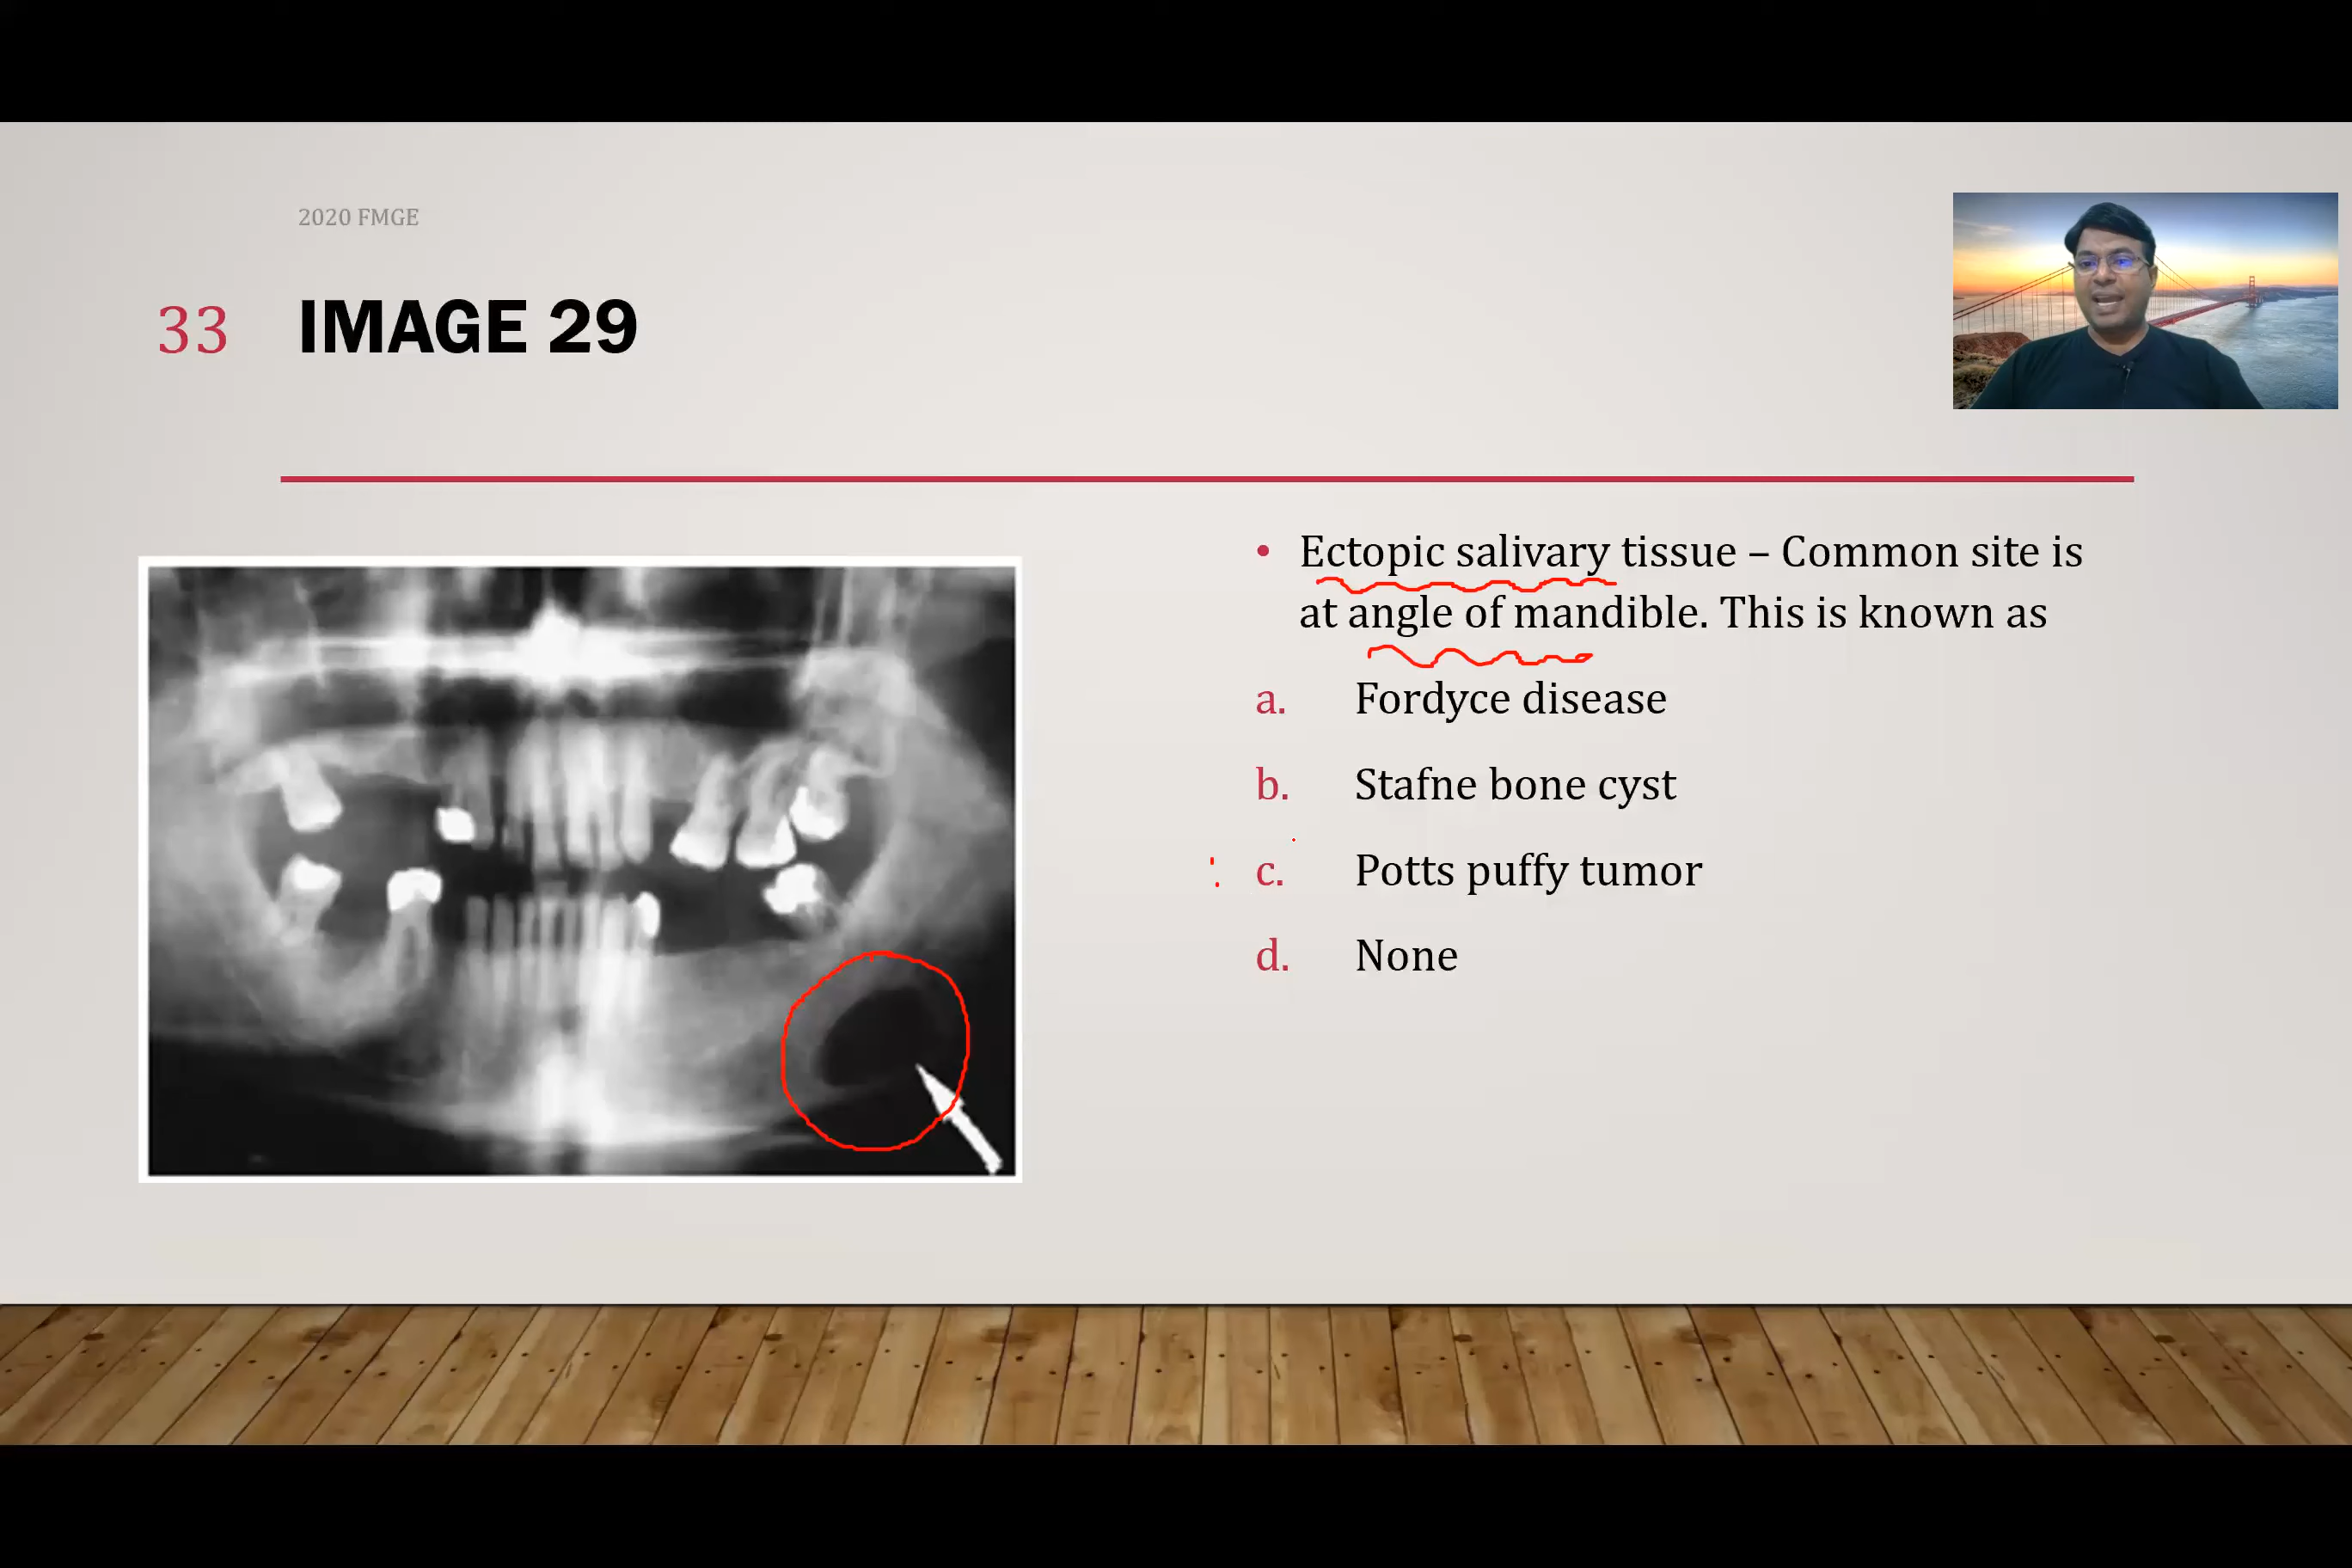 2020 FMGE
33 IMAGE 29
• Ectopic salivary tissue – Common site is
at angle of mandible. This is known as
a. Fordyce disease
b. Stafne bone cyst
c. Potts puffy tumor
d. None